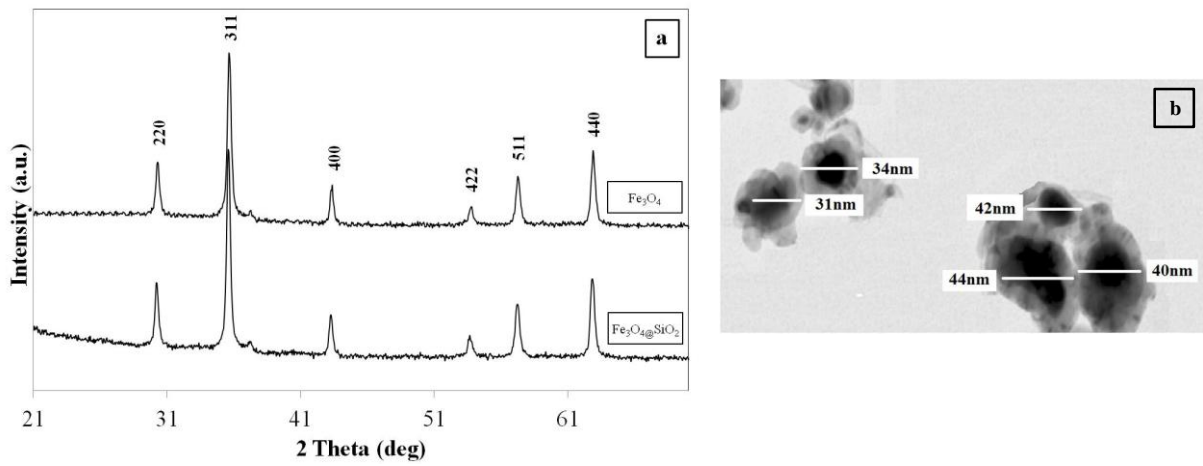 a
311
220
400
422
511
440
Fe₃O₄
Fe₃O₄@SiO₂
Intensity (a.u.)
21 31 41 51 61
2 Theta (deg)
b
34nm
31nm
42nm
44nm
40nm